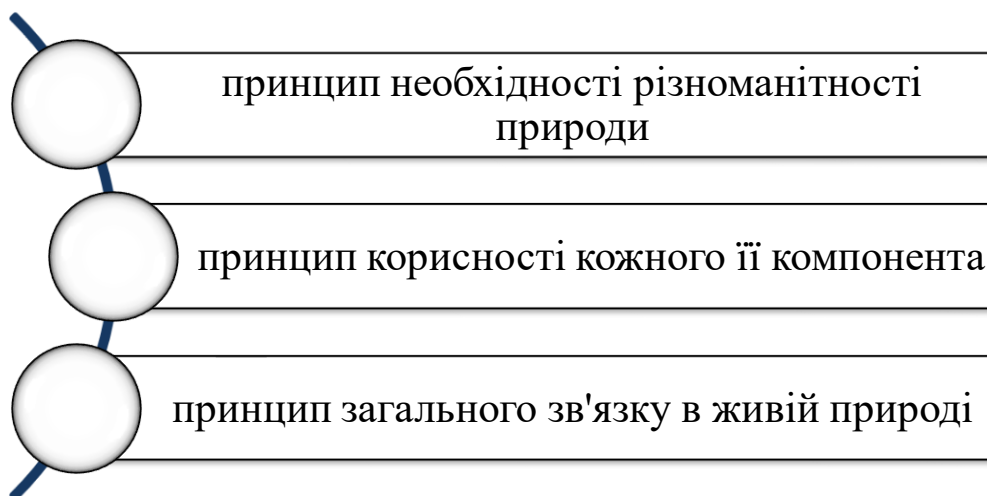 принцип необхідності різноманітності
природи
принцип корисності кожного її компонента
принцип загального зв'язку в живій природі